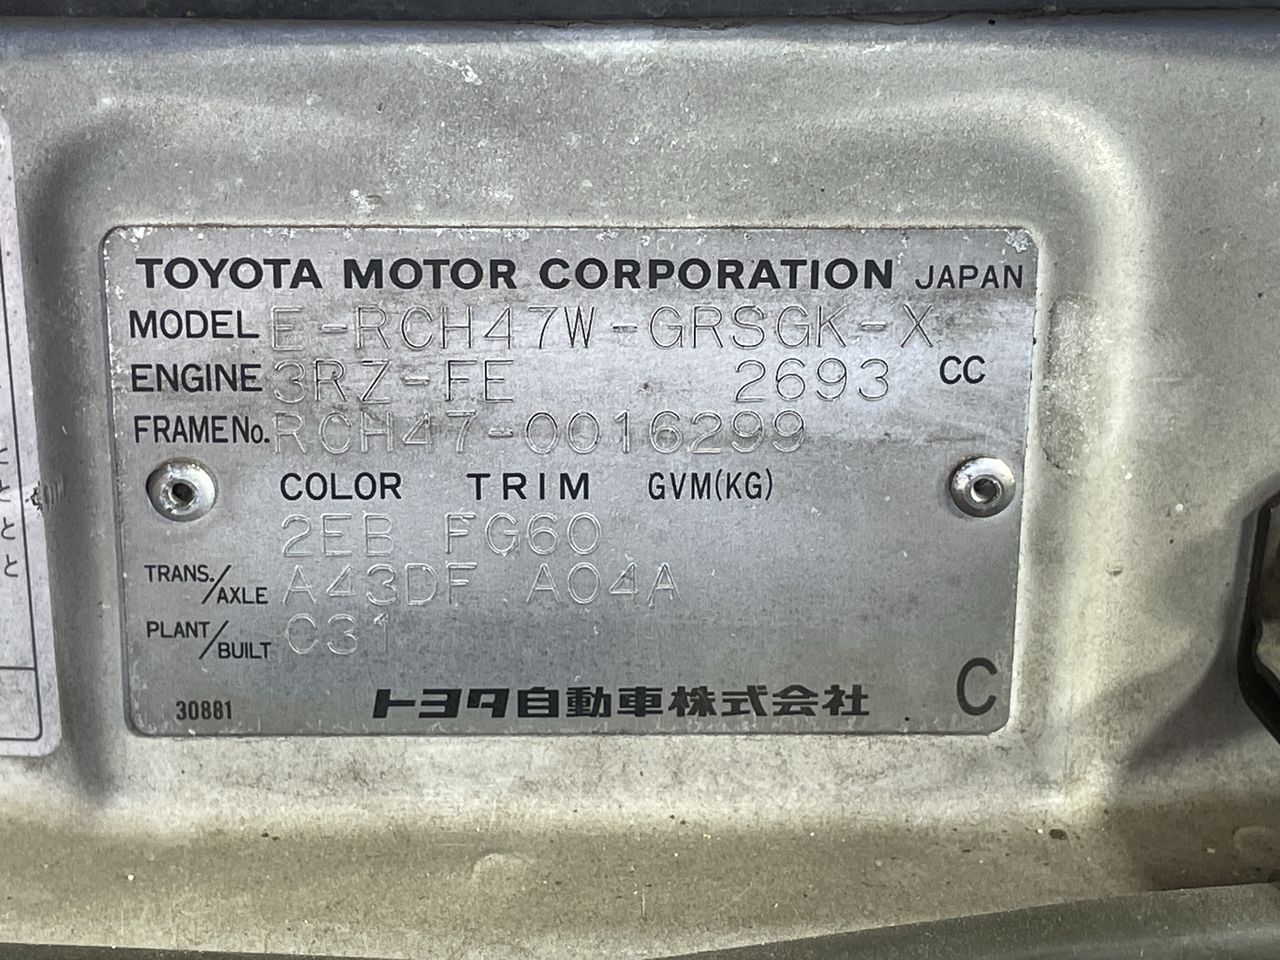 TOYOTA MOTOR CORPORATION JAPAN
MODEL E-RCH47W-GRSGK-X
ENGINE 3RZ-FE 2693 CC
FRAME No. RCH47-0016299
COLOR TRIM GVM(KG)
2EB FG60
TRANS./AXLE A43DF A04A
PLANT/BUILT C31
30881 トヨタ自動車株式会社 C
と
と